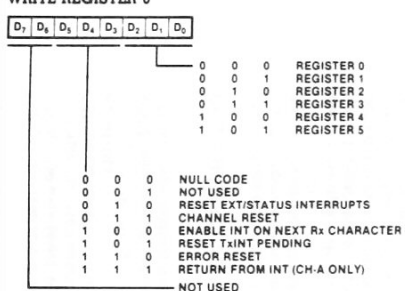 WRITE REGISTER 0
D7 D6 D5 D4 D3 D2 D1 D0
0 0 0 REGISTER 0
0 0 1 REGISTER 1
0 1 0 REGISTER 2
0 1 1 REGISTER 3
1 0 0 REGISTER 4
1 0 1 REGISTER 5
0 0 0 NULL CODE
0 0 1 NOT USED
0 1 0 RESET EXT/STATUS INTERRUPTS
0 1 1 CHANNEL RESET
1 0 0 ENABLE INT ON NEXT Rx CHARACTER
1 0 1 RESET TxINT PENDING
1 1 0 ERROR RESET
1 1 1 RETURN FROM INT (CH-A ONLY)
NOT USED